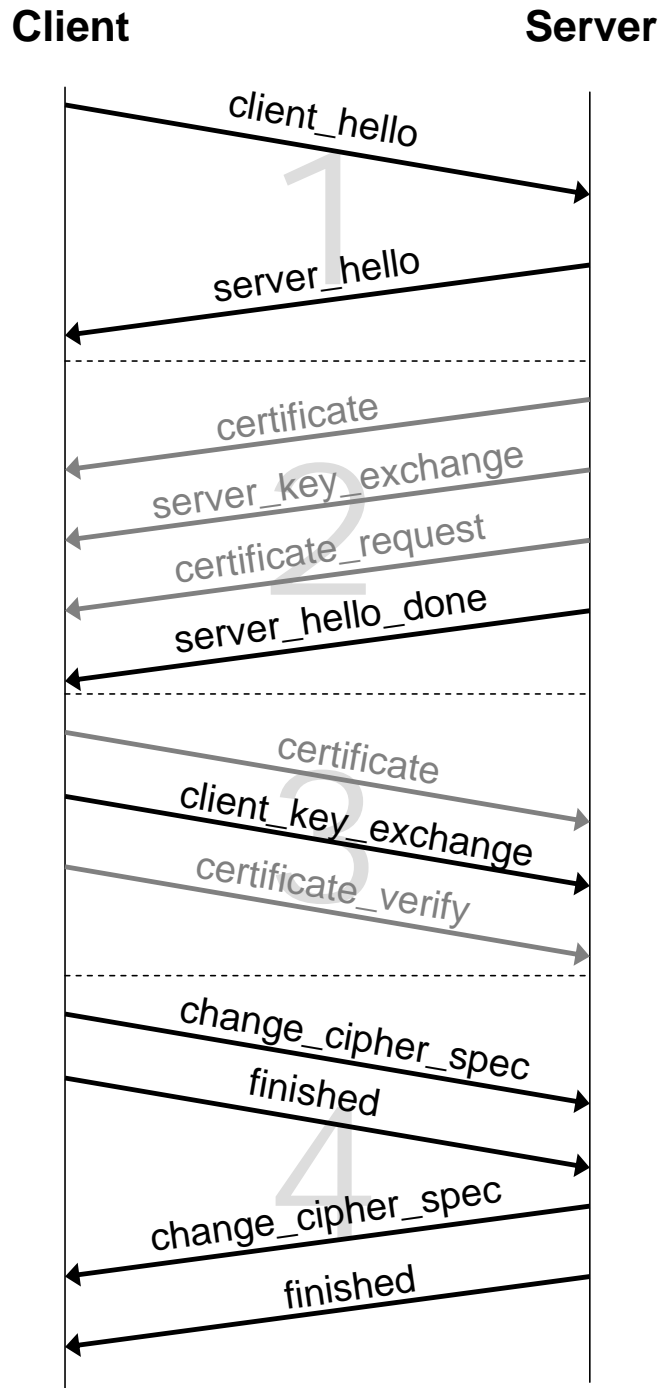 Client
Server
client_hello
1
server_hello
certificate
server_key_exchange
2
certificate_request
server_hello_done
certificate
client_key_exchange
3
certificate_verify
change_cipher_spec
finished
4
change_cipher_spec
finished